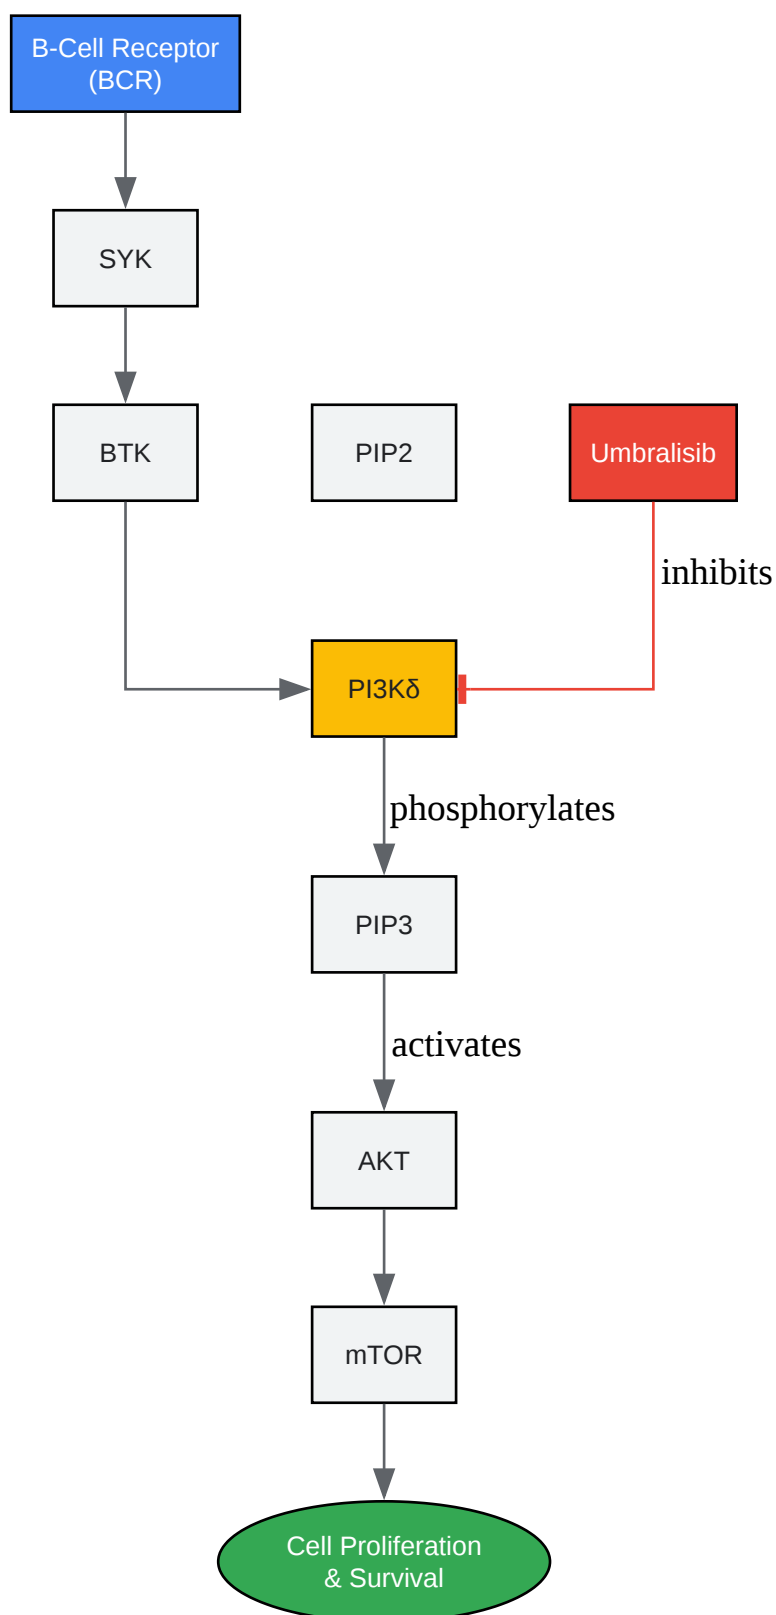 B-Cell Receptor
(BCR)
SYK
BTK
PIP2
Umbralisib
inhibits
PI3Kδ
phosphorylates
PIP3
activates
AKT
mTOR
Cell Proliferation
& Survival